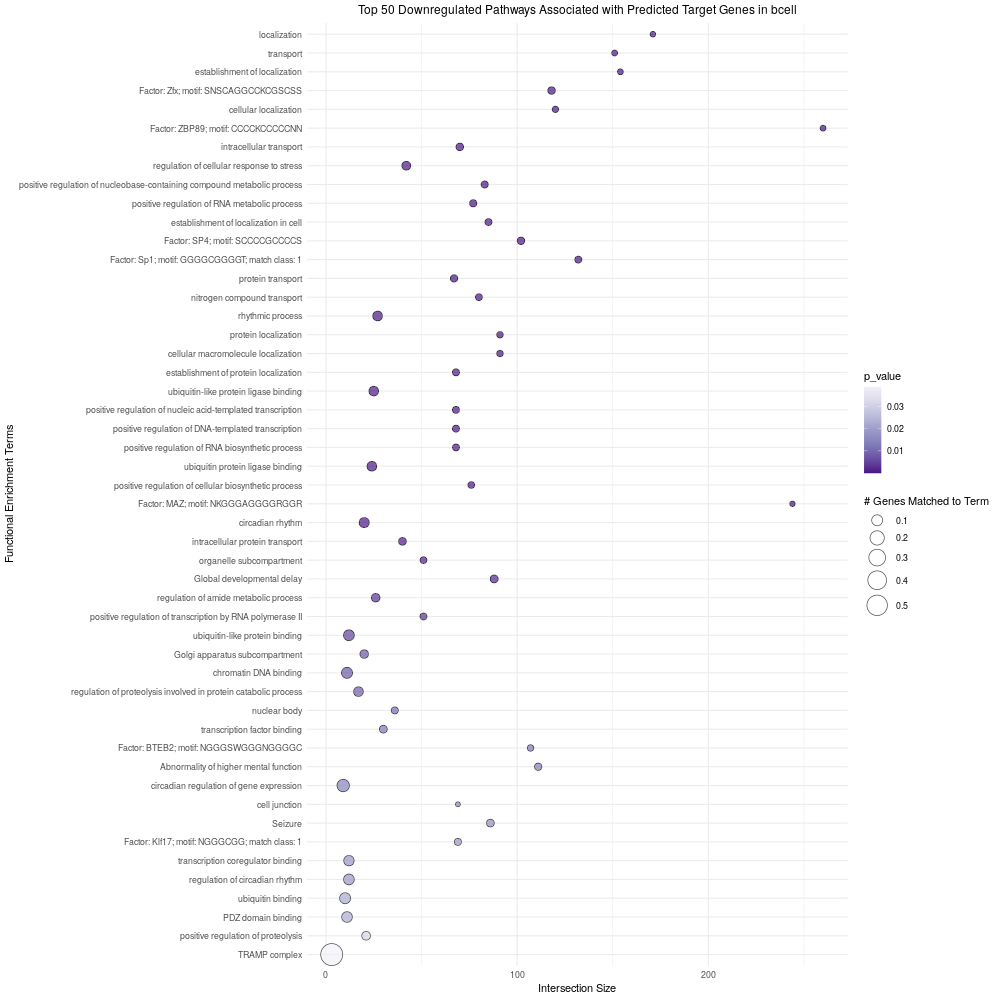 Top 50 Downregulated Pathways Associated with Predicted Target Genes in bcell
Functional Enrichment Terms
localization
transport
establishment of localization
Factor: Zfx; motif: SNSCAGGCCKCGSCSS
cellular localization
Factor: ZBP89; motif: CCCCKCCCCCNN
intracellular transport
regulation of cellular response to stress
positive regulation of nucleobase-containing compound metabolic process
positive regulation of RNA metabolic process
establishment of localization in cell
Factor: SP4; motif: SCCCCGCCCCS
Factor: Sp1; motif: GGGGCGGGGT; match class: 1
protein transport
nitrogen compound transport
rhythmic process
protein localization
cellular macromolecule localization
establishment of protein localization
ubiquitin-like protein ligase binding
positive regulation of nucleic acid-templated transcription
positive regulation of DNA-templated transcription
positive regulation of RNA biosynthetic process
ubiquitin protein ligase binding
positive regulation of cellular biosynthetic process
Factor: MAZ; motif: NKGGGAGGGGRGGR
circadian rhythm
intracellular protein transport
organelle subcompartment
Global developmental delay
regulation of amide metabolic process
positive regulation of transcription by RNA polymerase II
ubiquitin-like protein binding
Golgi apparatus subcompartment
chromatin DNA binding
regulation of proteolysis involved in protein catabolic process
nuclear body
transcription factor binding
Factor: BTEB2; motif: NGGGSWGGGNGGGGC
Abnormality of higher mental function
circadian regulation of gene expression
cell junction
Seizure
Factor: Klf17; motif: NGGGCGG; match class: 1
transcription coregulator binding
regulation of circadian rhythm
ubiquitin binding
PDZ domain binding
positive regulation of proteolysis
TRAMP complex
0
100
200
Intersection Size
p_value
0.03
0.02
0.01
# Genes Matched to Term
0.1
0.2
0.3
0.4
0.5